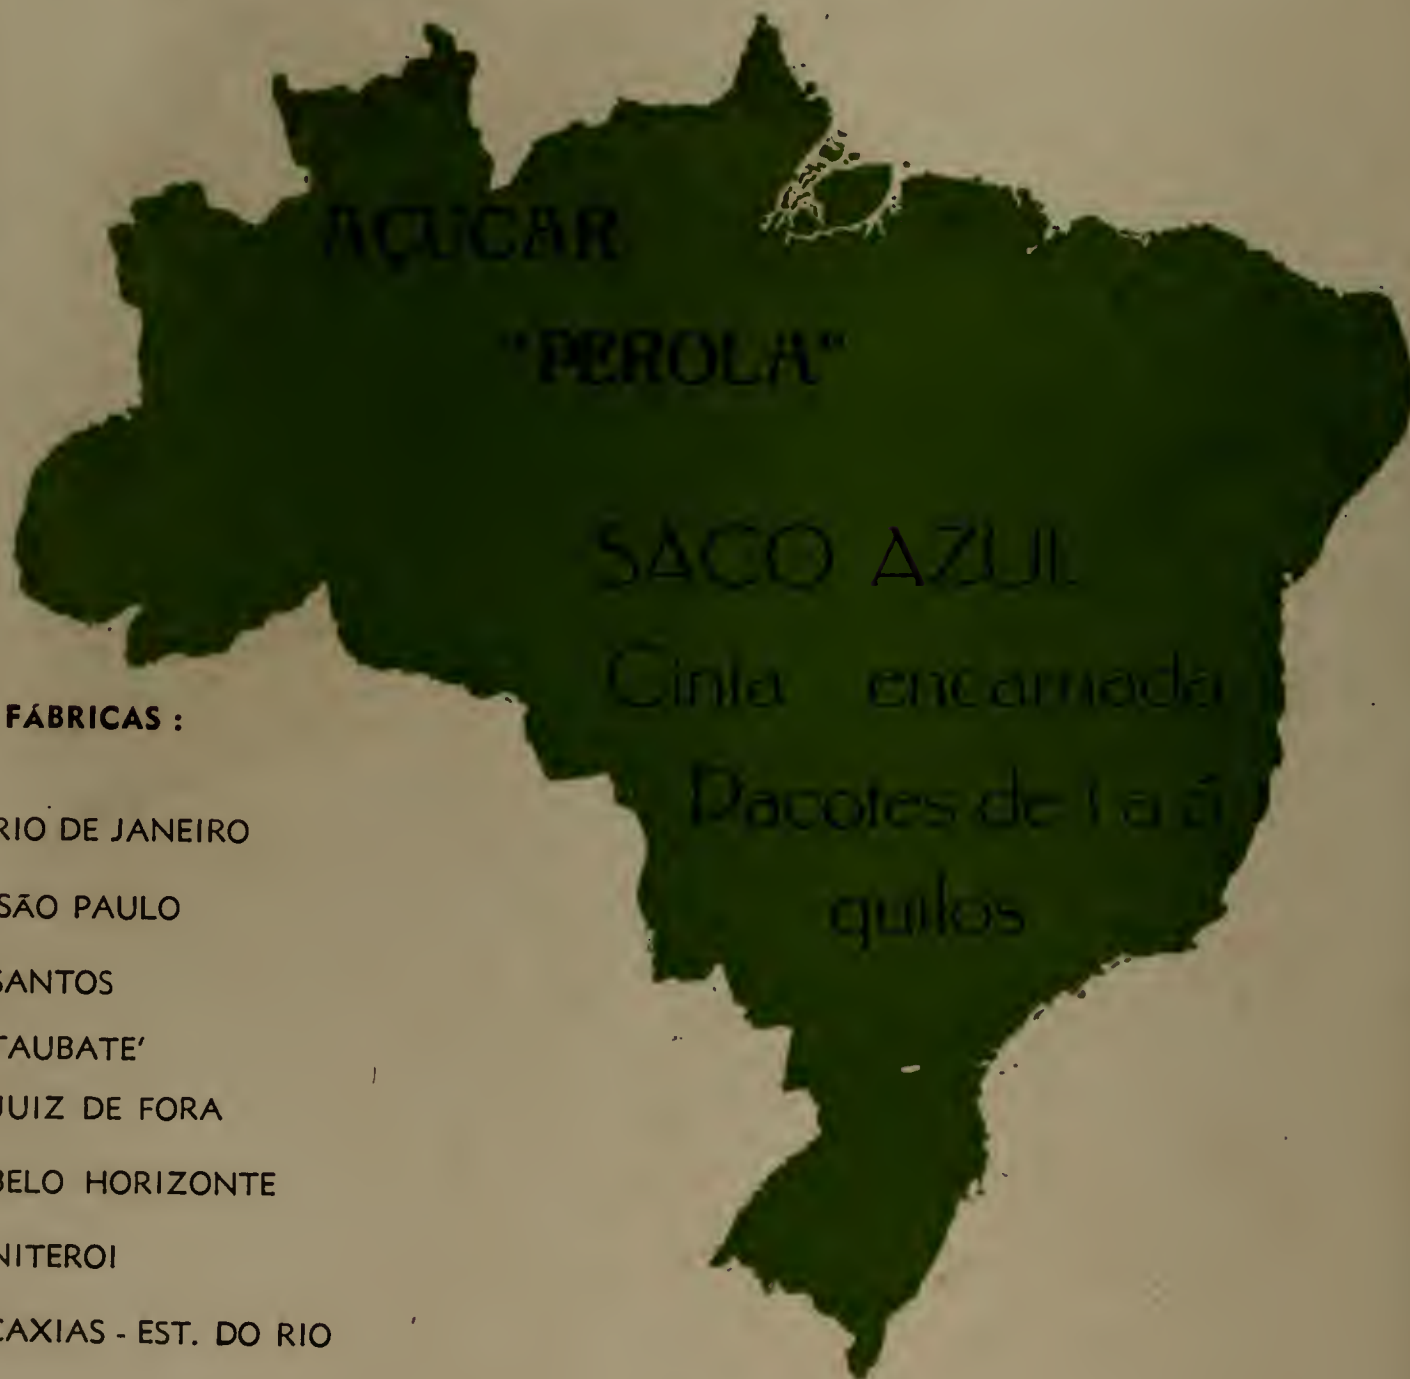 AÇUCAR
"PEROLA"
SACO AZUL
Cinta encarnada
Pacotes de 1 a 5
quilos
FÁBRICAS :
RIO DE JANEIRO
SÃO PAULO
SANTOS
TAUBATE'
JUIZ DE FORA
BELO HORIZONTE
NITEROI
CAXIAS - EST. DO RIO